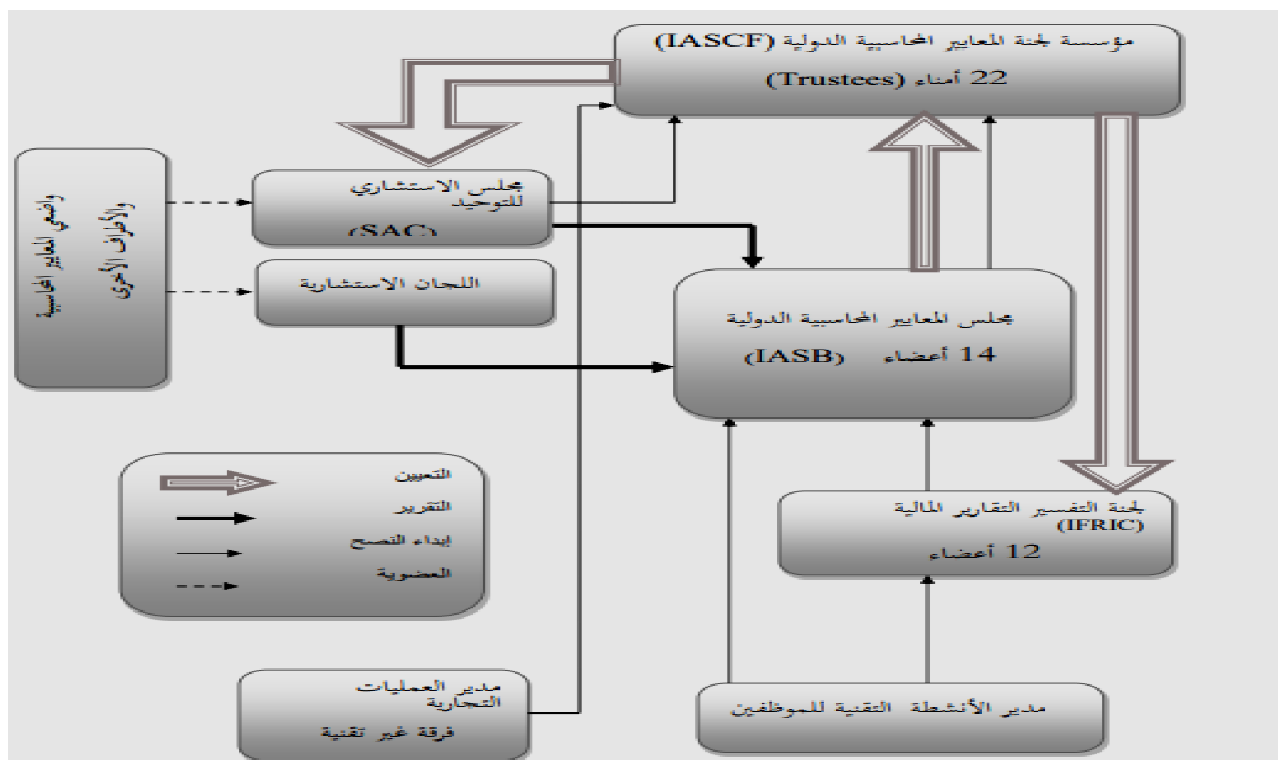 مؤسسة لجنة المعايير المحاسبية الدولية (IASCF)
22 أمناء (Trustees)
واضعي المعايير المحاسبية
والأطراف الأخرى
مجلس الاستشاري
للتوحيد
(SAC)
اللجان الاستشارية
مجلس المعايير المحاسبية الدولية
14 أعضاء (IASB)
التعيين
التقرير
إبداء النصح
العضوية
لجنة التفسير التقارير المالية
(IFRIC)
12 أعضاء
مدير العمليات
التجارية
فرقة غير تقنية
مدير الأنشطة التقنية للموظفين